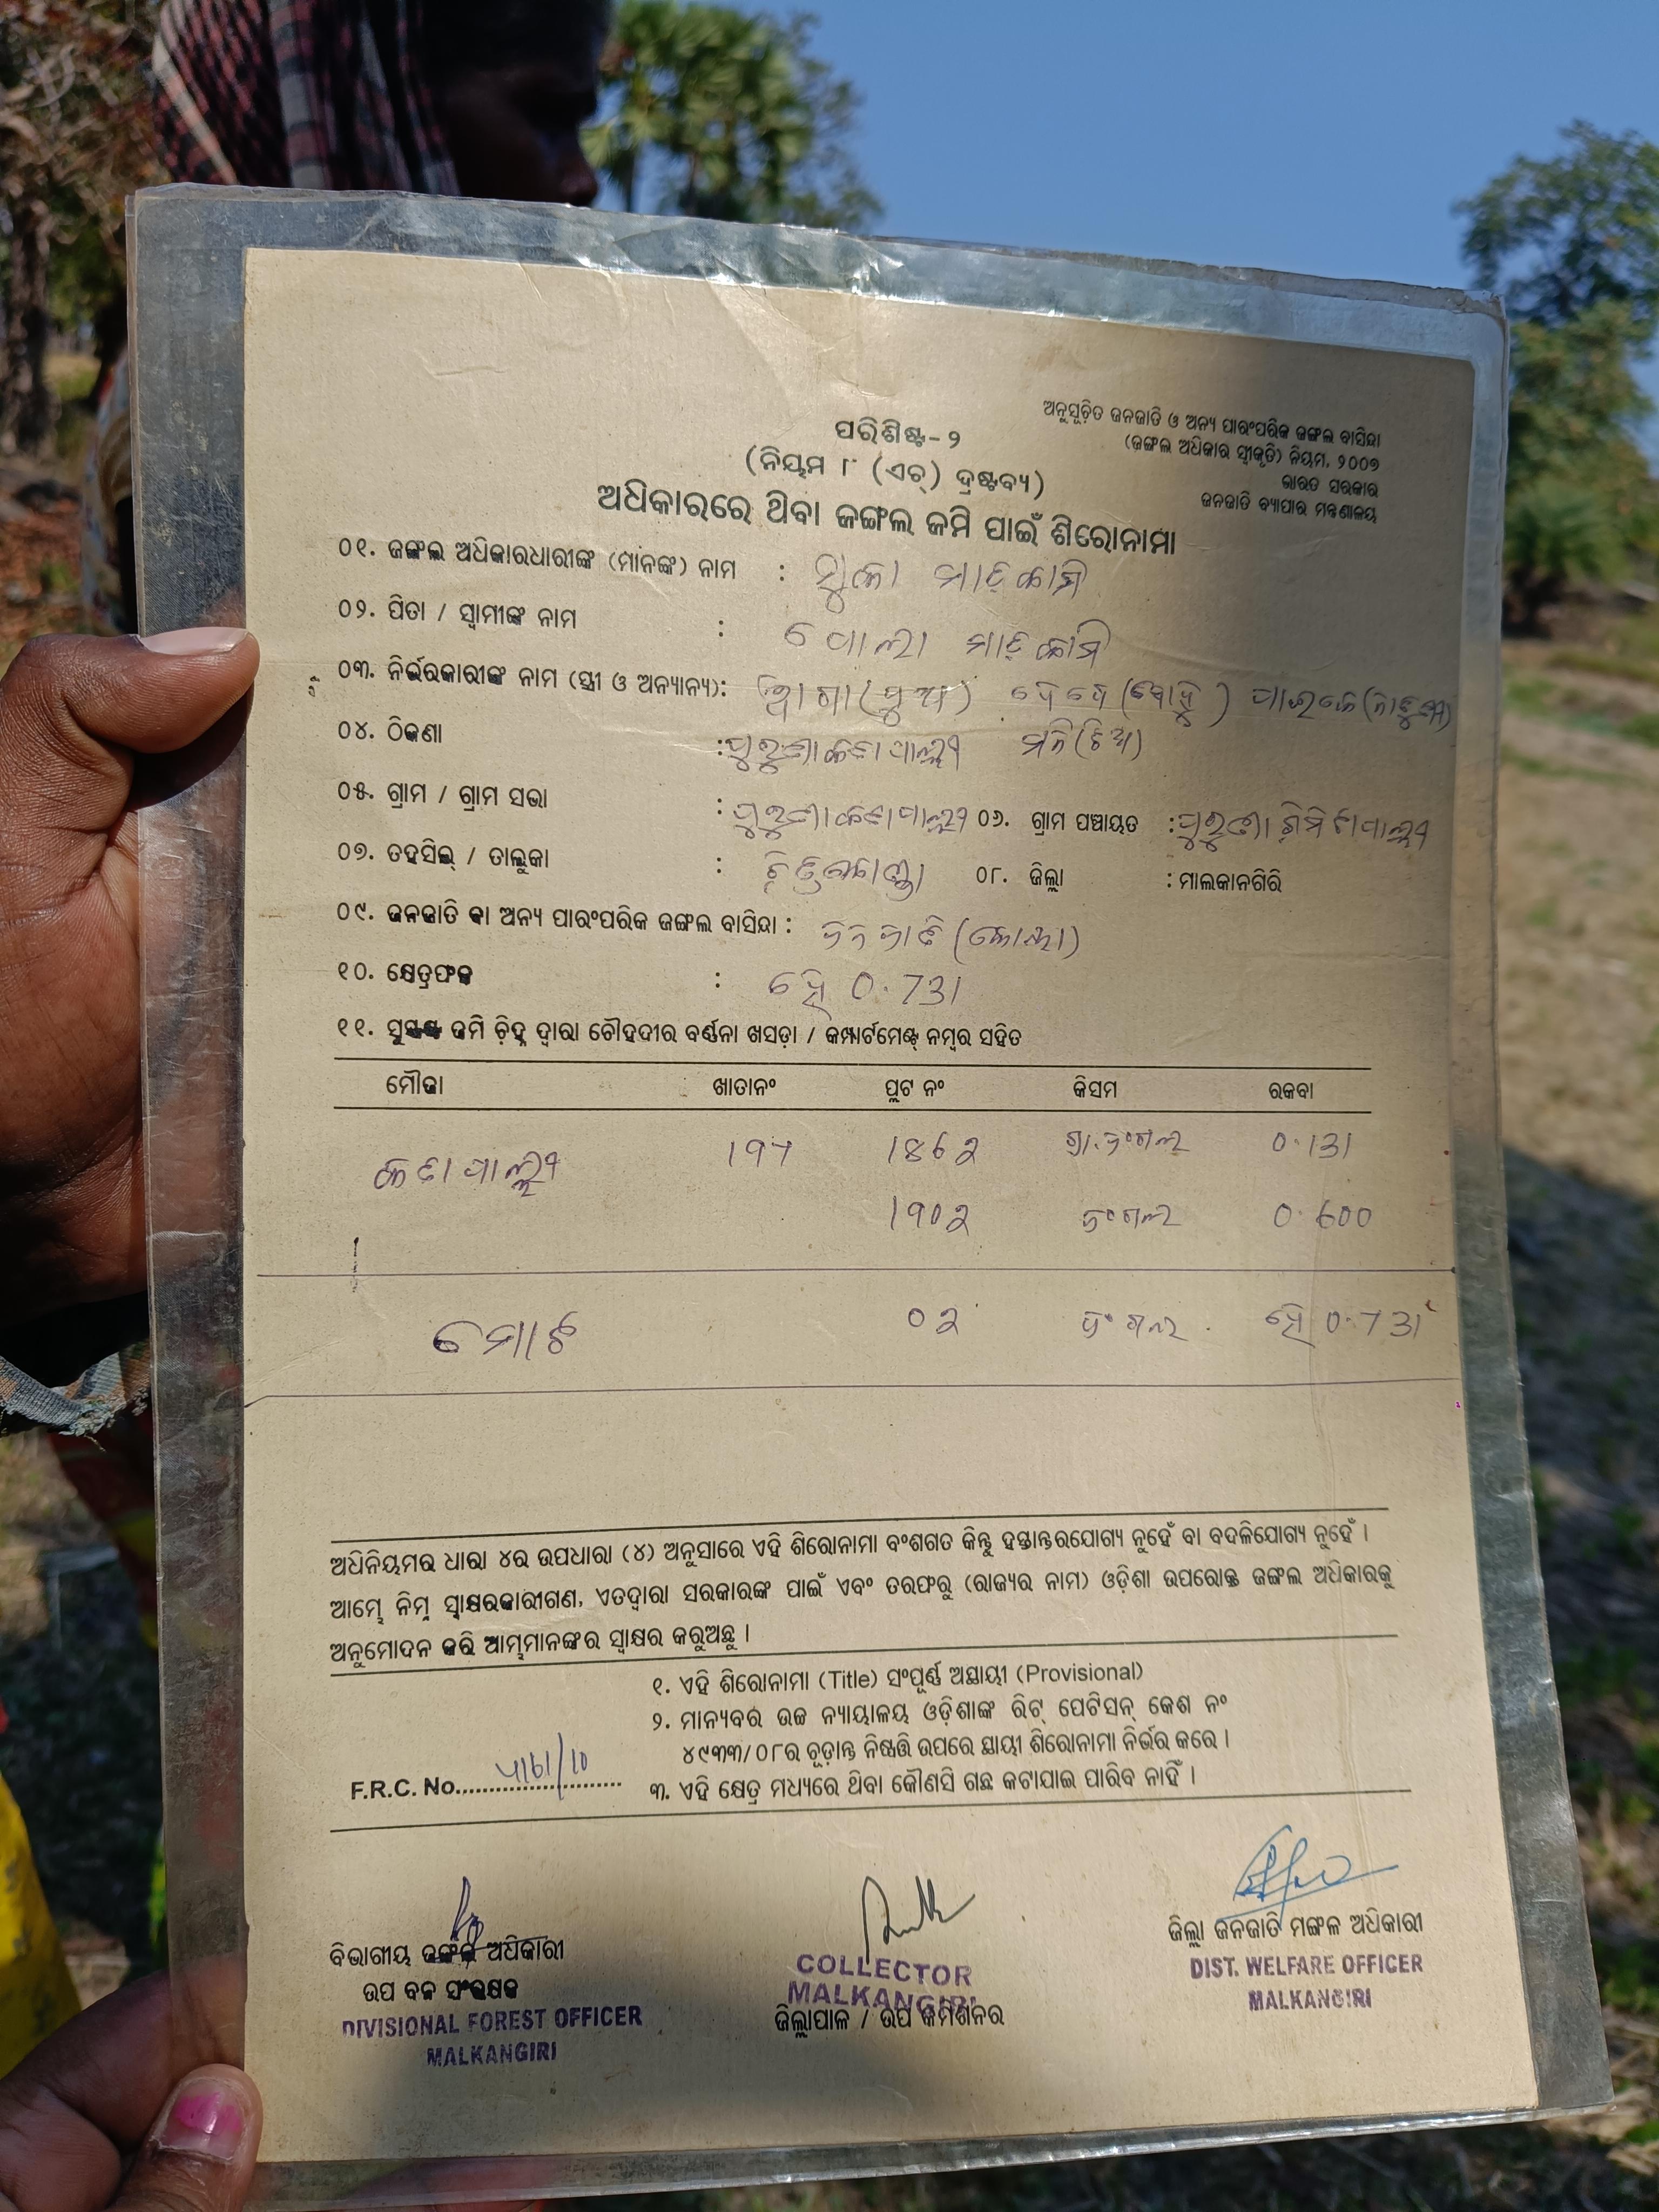 ଅନୁସୂଚିତ ଜନଜାତି ଓ ଅନ୍ୟ ପାରଂପରିକ ଜଙ୍ଗଲ ବାସିନ୍ଦା
(ଜଙ୍ଗଲ ଅଧିକାର ସ୍ୱୀକୃତି) ନିୟମ, ୨୦୦୭
ଭାରତ ସରକାର
ଜନଜାତି ବ୍ୟାପାର ମନ୍ତ୍ରଣାଳୟ
ପରିଶିଷ୍ଟ-୨
(ନିୟମ ୮ (ଏଚ୍) ଦ୍ରଷ୍ଟବ୍ୟ)
ଅଧିକାରରେ ଥିବା ଜଙ୍ଗଲ ଜମି ପାଇଁ ଶିରୋନାମା
୦୧. ଜଙ୍ଗଲ ଅଧିକାରଧାରୀଙ୍କ (ମାନଙ୍କ) ନାମ : ମାଡ଼କାମି
୦୨. ପିତା / ସ୍ୱାମୀଙ୍କ ନାମ : ପୋଲା ମାଡ଼କାମି
୦୩. ନିର୍ଭରକାରୀଙ୍କ ନାମ (ସ୍ତ୍ରୀ ଓ ଅନ୍ୟାନ୍ୟ): (ପୁଅ) (ବୋହୁ)
୦୪. ଠିକଣା : (ଝିଅ)
୦୫. ଗ୍ରାମ / ଗ୍ରାମ ସଭା : ୦୬. ଗ୍ରାମ ପଞ୍ଚାୟତ :
୦୭. ତହସିଲ୍ / ତାଲୁକା : ୦୮. ଜିଲ୍ଲା : ମାଲକାନଗିରି
୦୯. ଜନଜାତି ବା ଅନ୍ୟ ପାରଂପରିକ ଜଙ୍ଗଲ ବାସିନ୍ଦା : ଜନଜାତି (କୋୟା)
୧୦. କ୍ଷେତ୍ରଫଳ : ହେ 0.731
୧୧. ସୁସ୍ପଷ୍ଟ ଜମି ଚିହ୍ନ ଦ୍ୱାରା ଚୌହଦୀର ବର୍ଣ୍ଣନା ଖସଡ଼ା / କମ୍ପାର୍ଟମେଣ୍ଟ୍ ନମ୍ବର ସହିତ
ମୌଜା ଖାତାନଂ ପ୍ଲଟ ନଂ କିସମ ରକବା
ଗ୍ରା.ଜଂଗଲ 0.131
ଜଂଗଲ 0.600
ମୋଟ ଜଂଗଲ ହେ 0.731
ଅଧିନିୟମର ଧାରା ୪ର ଉପଧାରା (୪) ଅନୁସାରେ ଏହି ଶିରୋନାମା ବଂଶଗତ କିନ୍ତୁ ହସ୍ତାନ୍ତରଯୋଗ୍ୟ ନୁହେଁ ବା ବଦଳିଯୋଗ୍ୟ ନୁହେଁ ।
ଆମ୍ଭେ ନିମ୍ନ ସ୍ୱାକ୍ଷରକାରୀଗଣ, ଏତଦ୍ୱାରା ସରକାରଙ୍କ ପାଇଁ ଏବଂ ତରଫରୁ (ରାଜ୍ୟର ନାମ) ଓଡ଼ିଶା ଉପରୋକ୍ତ ଜଙ୍ଗଲ ଅଧିକାରକୁ
ଅନୁମୋଦନ କରି ଆମ୍ଭମାନଙ୍କର ସ୍ୱାକ୍ଷର କରୁଅଛୁ ।
୧. ଏହି ଶିରୋନାମା (Title) ସଂପୂର୍ଣ୍ଣ ଅସ୍ଥାୟୀ (Provisional)
୨. ମାନ୍ୟବର ଉଚ୍ଚ ନ୍ୟାୟାଳୟ ଓଡ଼ିଶାଙ୍କ ରିଟ୍ ପେଟିସନ୍ କେଶ ନଂ
୪୯୩୩/୦୮ର ଚୂଡ଼ାନ୍ତ ନିଷ୍ପତ୍ତି ଉପରେ ସ୍ଥାୟୀ ଶିରୋନାମା ନିର୍ଭର କରେ ।
F.R.C. No.
୩. ଏହି କ୍ଷେତ୍ର ମଧ୍ୟରେ ଥିବା କୌଣସି ଗଛ କଟାଯାଇ ପାରିବ ନାହିଁ ।
ବିଭାଗୀୟ ଜଙ୍ଗଲ ଅଧିକାରୀ
ଉପ ବନ ସଂରକ୍ଷକ
DIVISIONAL FOREST OFFICER
MALKANGIRI
COLLECTOR
MALKANGIRI
ଜିଲ୍ଲାପାଳ / ଉପ କମିଶନର
ଜିଲ୍ଲା ଜନଜାତି ମଙ୍ଗଳ ଅଧିକାରୀ
DIST. WELFARE OFFICER
MALKANGIRI